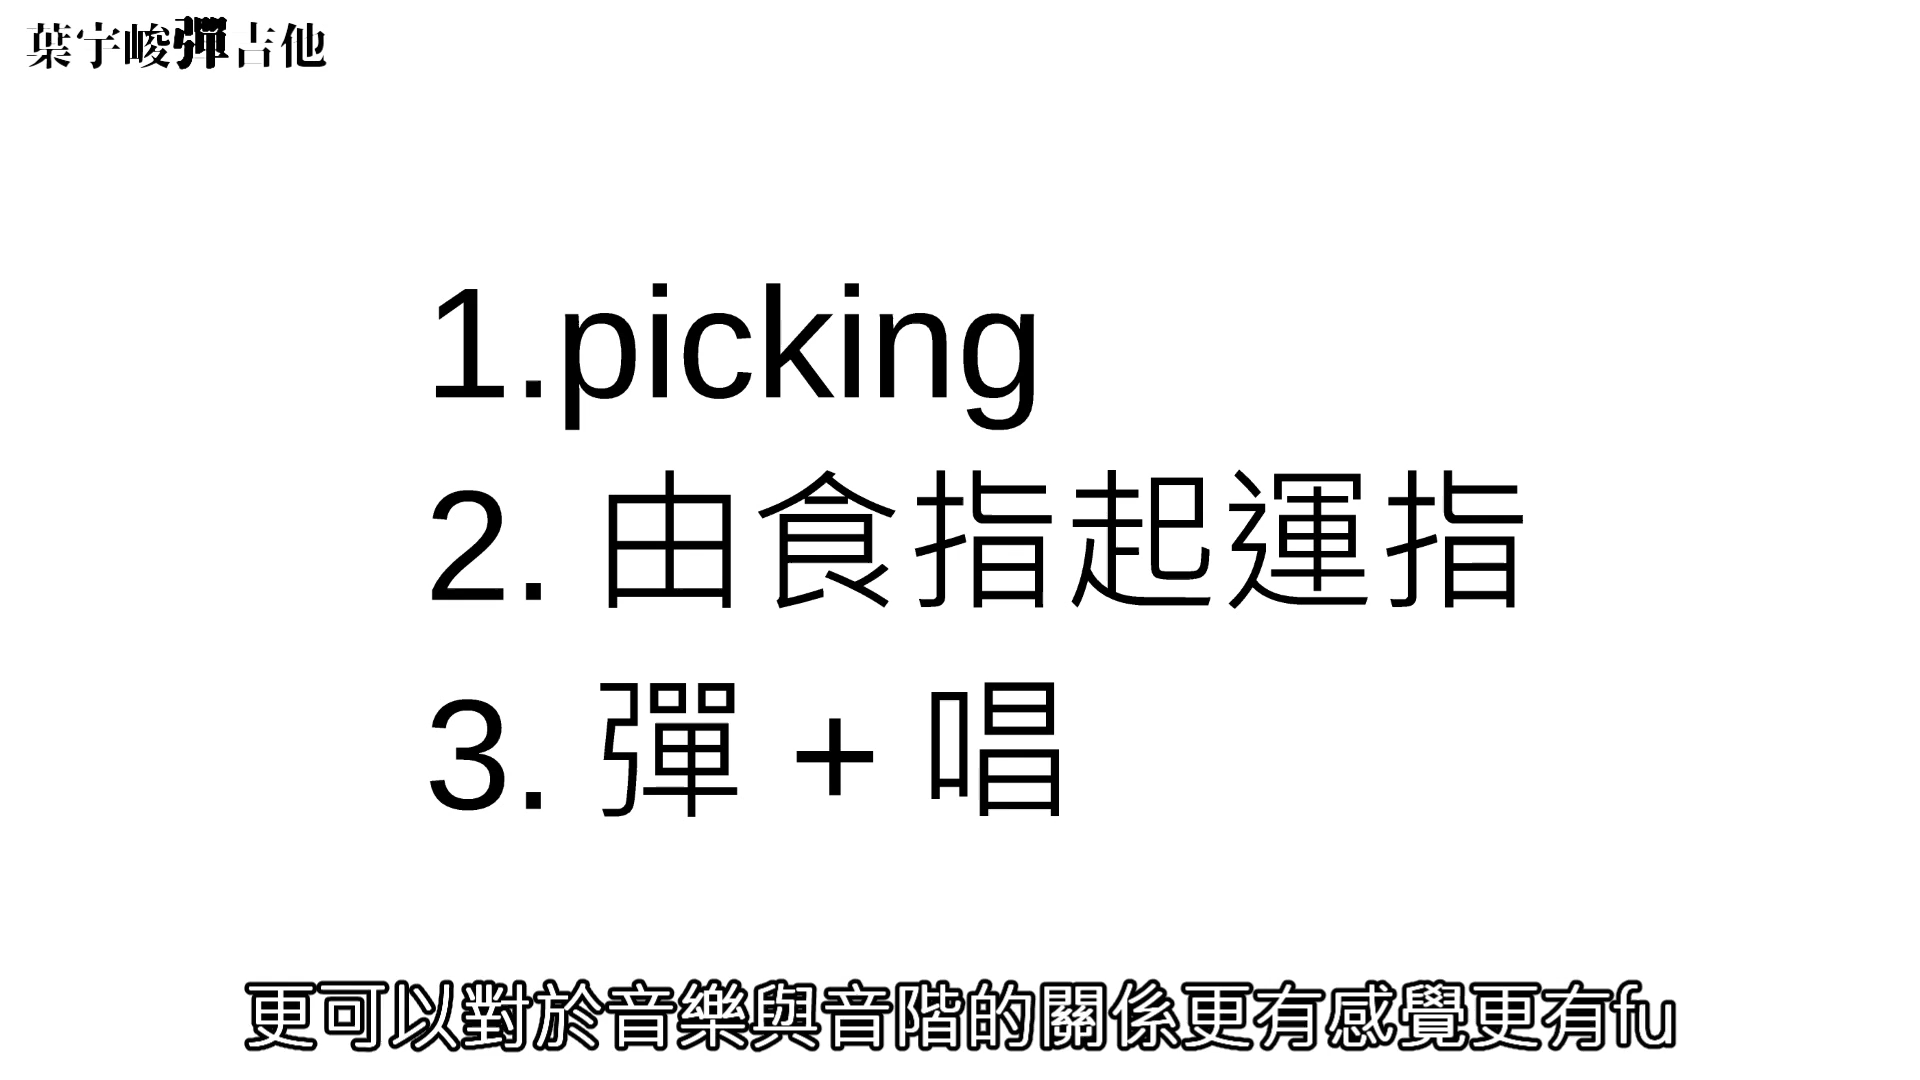 葉宇峻彈吉他
1.picking
2. 由食指起運指
3. 彈 + 唱
更可以對於音樂與音階的關係更有感覺更有fu